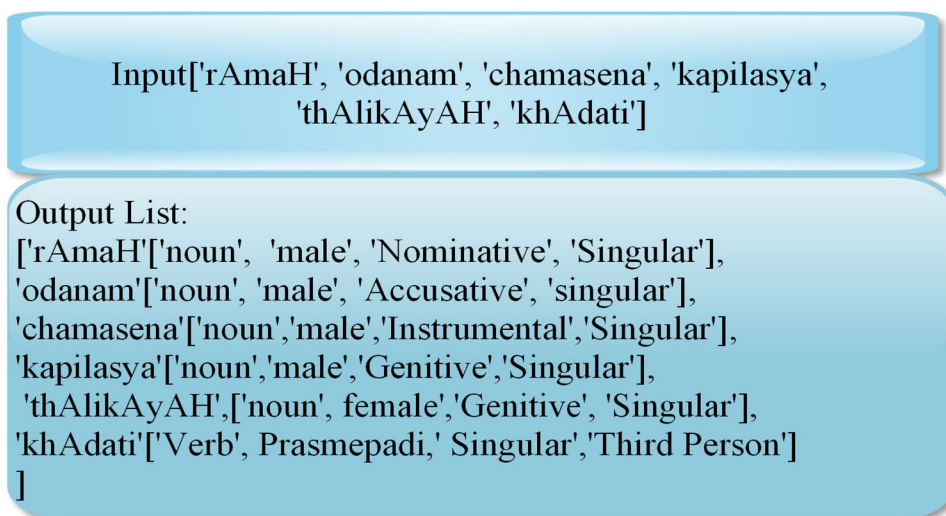 Input['rAmaH', 'odanam', 'chamasena', 'kapilasya',
'thAlikAyAH', 'khAdati']
Output List:
['rAmaH'['noun', 'male', 'Nominative', 'Singular'],
'odanam'['noun', 'male', 'Accusative', 'singular'],
'chamasena'['noun','male','Instrumental','Singular'],
'kapilasya'['noun','male','Genitive','Singular'],
'thAlikAyAH',['noun', female','Genitive', 'Singular'],
'khAdati'['Verb', Prasmepadi,' Singular','Third Person']
]